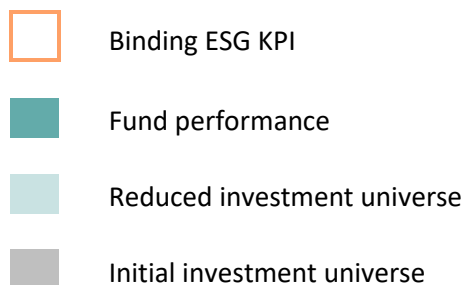 Binding ESG KPI
Fund performance
Reduced investment universe
Initial investment universe